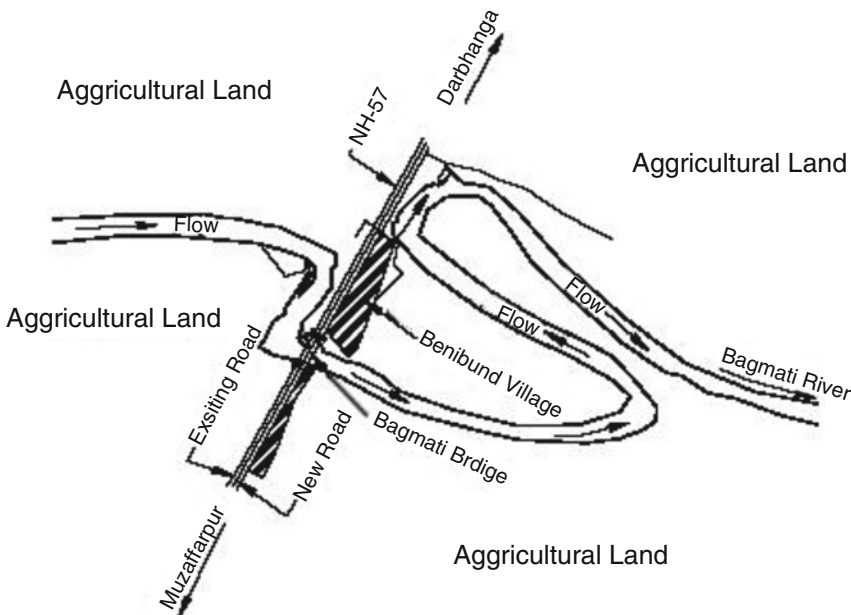 Darbhanga
Aggricultural Land
NH-57
Aggricultural Land
Flow
Flow
Aggricultural Land
Flow
Benibund Village
Bagmati River
Exsiting Road
New Road
Bagmati Brdige
Muzaffarpur
Aggricultural Land